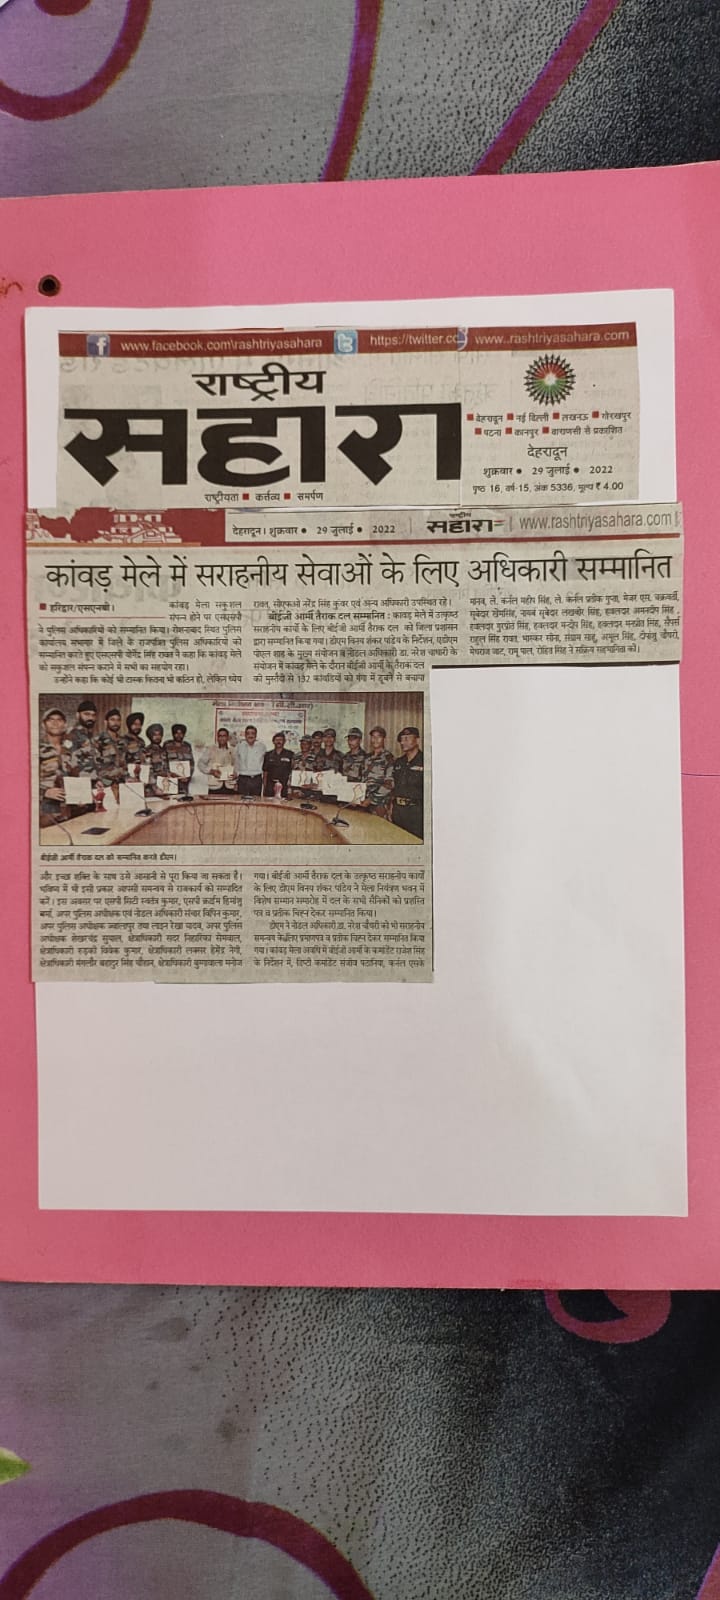 www.facebook.com\rashtriyasahara
https://twitter.cc
www..rashtriyasahara.com
राष्ट्रीय
सहारा
राष्ट्रीयता ■ कर्तव्य ■ समर्पण
■ देहरादून ■ नई दिल्ली ■ लखनऊ ■ गोरखपुर
■ पटना ■ कानपुर ■ वाराणसी से प्रकाशित
देहरादून
शुक्रवार ● 29 जुलाई ● 2022
पृष्ठ 16, वर्ष-15, अंक 5336, मूल्य ₹ 4.00
देहरादून। शुक्रवार ● 29 जुलाई ● 2022
राष्ट्रीय
सहारा
www.rashtriyasahara.com
कांवड़ मेले में सराहनीय सेवाओं के लिए अधिकारी सम्मानित
■ हरिद्वार/एसएनबी।
कांवड़ मेला सकुशल
संपन्न होने पर एसएसपी
ने पुलिस अधिकारियों को सम्मानित किया। रोशनाबाद स्थित पुलिस
कार्यालय सभागार में जिले के राजपत्रित पुलिस अधिकारियों को
सम्मानित करते हुए एसएसपी योगेंद्र सिंह रावत ने कहा कि कांवड़ मेले
को सकुशल संपन्न कराने में सभी का सहयोग रहा।
उन्होंने कहा कि कोई भी टास्क कितना भी कठिन हो, लेकिन ध्येय
बीईजी आर्मी तैराक दल को सम्मानित करते डीएम।
और इच्छा शक्ति के साथ उसे आसानी से पूरा किया जा सकता है।
भविष्य में भी इसी प्रकार आपसी समन्वय से राजकार्य को सम्पादित
करें। इस अवसर पर एसपी सिटी स्वतंत्र कुमार, एसपी क्राईम हिमांशु
वर्मा, अपर पुलिस अधीक्षक एवं नोडल अधिकारी संचार विपिन कुमार,
अपर पुलिस अधीक्षक ज्वालापुर तथा लाइन रेखा यादव, अपर पुलिस
अधीक्षक शेखरचंद्र सुयाल, क्षेत्राधिकारी सदर निहारिका सेमवाल,
क्षेत्राधिकारी रुड़की विवेक कुमार, क्षेत्राधिकारी लक्सर हेमेंद्र नेगी,
क्षेत्राधिकारी मंगलौर बहादुर सिंह चौहान, क्षेत्राधिकारी बुग्गावाला मनोज
रावत, सीएफओ नरेंद्र सिंह कुंवर एवं अन्य अधिकारी उपस्थित रहे।
बीईजी आर्मी तैराक दल सम्मानित : कांवड़ मेले में उत्कृष्ठ
सराहनीय कार्यों के लिए बीईजी आर्मी तैराक दल को जिला प्रशासन
द्वारा सम्मानित किया गया। डीएम विनय शंकर पांडेय के निर्देशन, एडीएम
पीएल शाह के मुख्य संयोजन व नोडल अधिकारी डा. नरेश चौधरी के
संयोजन में कांवड़ मेले के दौरान बीईजी आर्मी के तैराक दल
की मुस्तैदी से 132 कांवड़ियों को गंगा में डूबने से बचाया
गया। बीईजी आर्मी तैराक दल के उत्कृष्ठ सराहनीय कार्यों
के लिए डीएम विनय शंकर पांडेय ने मेला नियंत्रण भवन में
विशेष सम्मान समारोह में दल के सभी सैनिकों को प्रशस्ति
पत्र व प्रतीक चिह्न देकर सम्मानित किया।
डीएम ने नोडल अधिकारी डा. नरेश चौधरी को भी सराहनीय
समन्वय के लिए प्रमाणपत्र व प्रतीक चिह्न देकर सम्मानित किया
गया। कांवड़ मेला अवधि में बीईजी आर्मी के कमांडेंट राजेश सिंह
के निर्देशन में, डिप्टी कमांडेंट संजीव पठानिया, कर्नल एसके
मानव, ले. कर्नल महीप सिंह, ले. कर्नल प्रतीक गुप्ता, मेजर एस. चक्रवर्ती,
सूबेदार खेमसिंह, नायब सूबेदार लखबीर सिंह, हवलदार अमनदीप सिंह,
हवलदार गुरप्रीत सिंह, हवलदार मन्दीप सिंह, हवलदार मनप्रीत सिंह, सैपर्स
राहुल सिंह रावत, भास्कर सोना, संग्राम साहू, अमूल सिंह, दीपांशु चौधरी,
मेघराज जाट, रामू पाल, रोहित सिंह ने सक्रिय सहभागिता की।